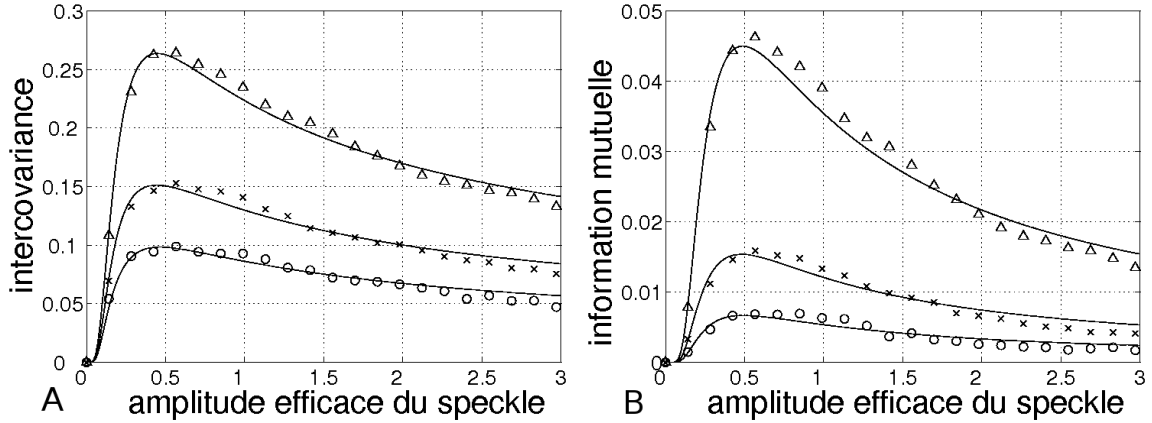 0.3
0.25
0.2
0.15
0.1
0.05
0
intercovariance
0 0.5 1 1.5 2 2.5 3
A amplitude efficace du speckle
0.05
0.04
0.03
0.02
0.01
0
information mutuelle
0 0.5 1 1.5 2 2.5 3
B amplitude efficace du speckle